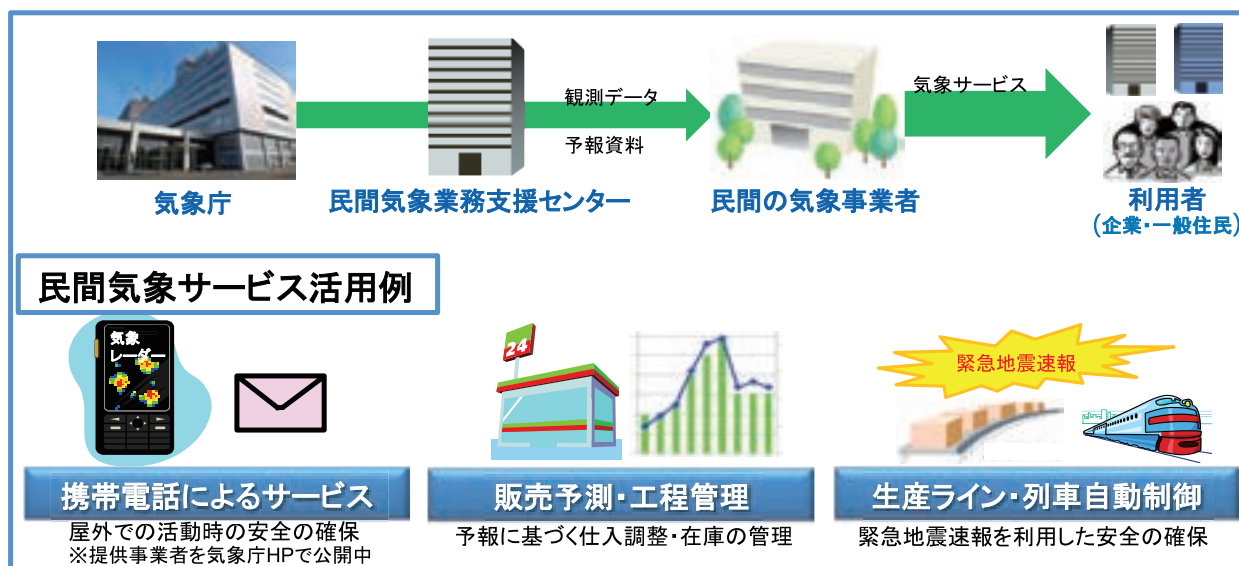 観測データ
予報資料
気象サービス
気象庁
民間気象業務支援センター
民間の気象事業者
利用者
(企業・一般住民)
民間気象サービス活用例
気象
レーダー
24
緊急地震速報
携帯電話によるサービス
屋外での活動時の安全の確保
※提供事業者を気象庁HPで公開中
販売予測・工程管理
予報に基づく仕入調整・在庫の管理
生産ライン・列車自動制御
緊急地震速報を利用した安全の確保